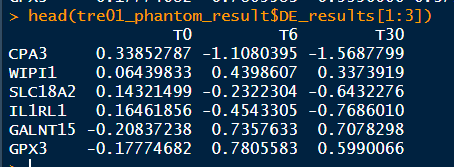 > head(tre01_phantom_result$DE_results[1:3])
T0 T6 T30
CPA3 0.33852787 -1.1080395 -1.5687799
WIPI1 0.06439833 0.4398607 0.3373919
SLC18A2 0.14321499 -0.2322304 -0.6432276
IL1RL1 0.16461856 -0.4543305 -0.7686010
GALNT15 -0.20837238 0.7357633 0.7078298
GPX3 -0.17774682 0.7805583 0.5990066
>